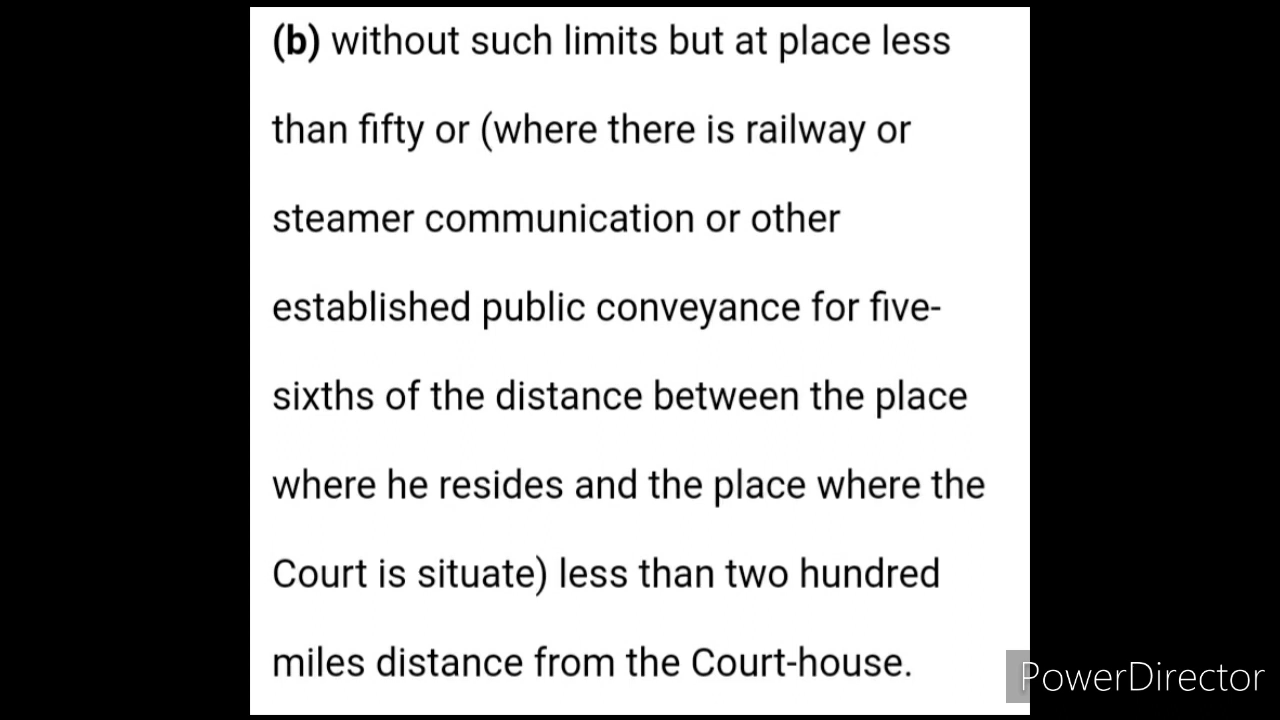 (b) without such limits but at place less
than fifty or (where there is railway or
steamer communication or other
established public conveyance for five-
sixths of the distance between the place
where he resides and the place where the
Court is situate) less than two hundred
miles distance from the Court-house.
PowerDirector